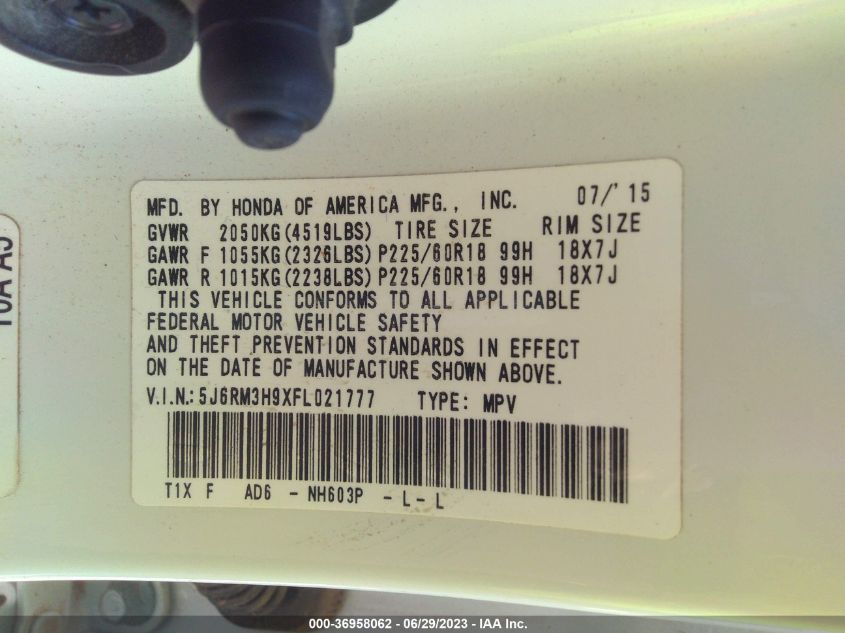 MFD. BY HONDA OF AMERICA MFG., INC. 07/'15
GVWR 2050KG(4519LBS) TIRE SIZE RIM SIZE
GAWR F 1055KG(2326LBS) P225/60R18 99H 18X7J
GAWR R 1015KG(2238LBS) P225/60R18 99H 18X7J
THIS VEHICLE CONFORMS TO ALL APPLICABLE
FEDERAL MOTOR VEHICLE SAFETY
AND THEFT PREVENTION STANDARDS IN EFFECT
ON THE DATE OF MANUFACTURE SHOWN ABOVE.
V.I.N.: 5J6RM3H9XFL021777 TYPE: MPV
T1X F AD6 - NH603P - L - L
000-36958062 - 06/29/2023 - IAA Inc.